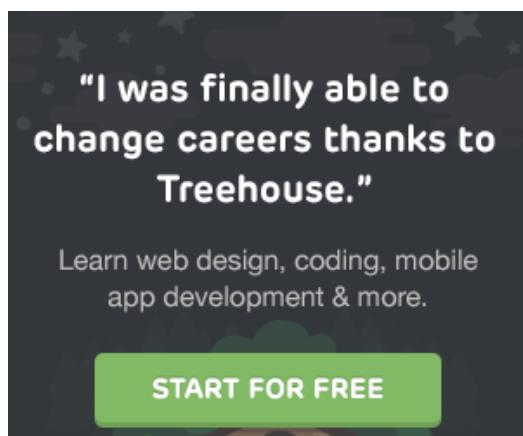 “I was finally able to
change careers thanks to
Treehouse.”
Learn web design, coding, mobile
app development & more.
START FOR FREE